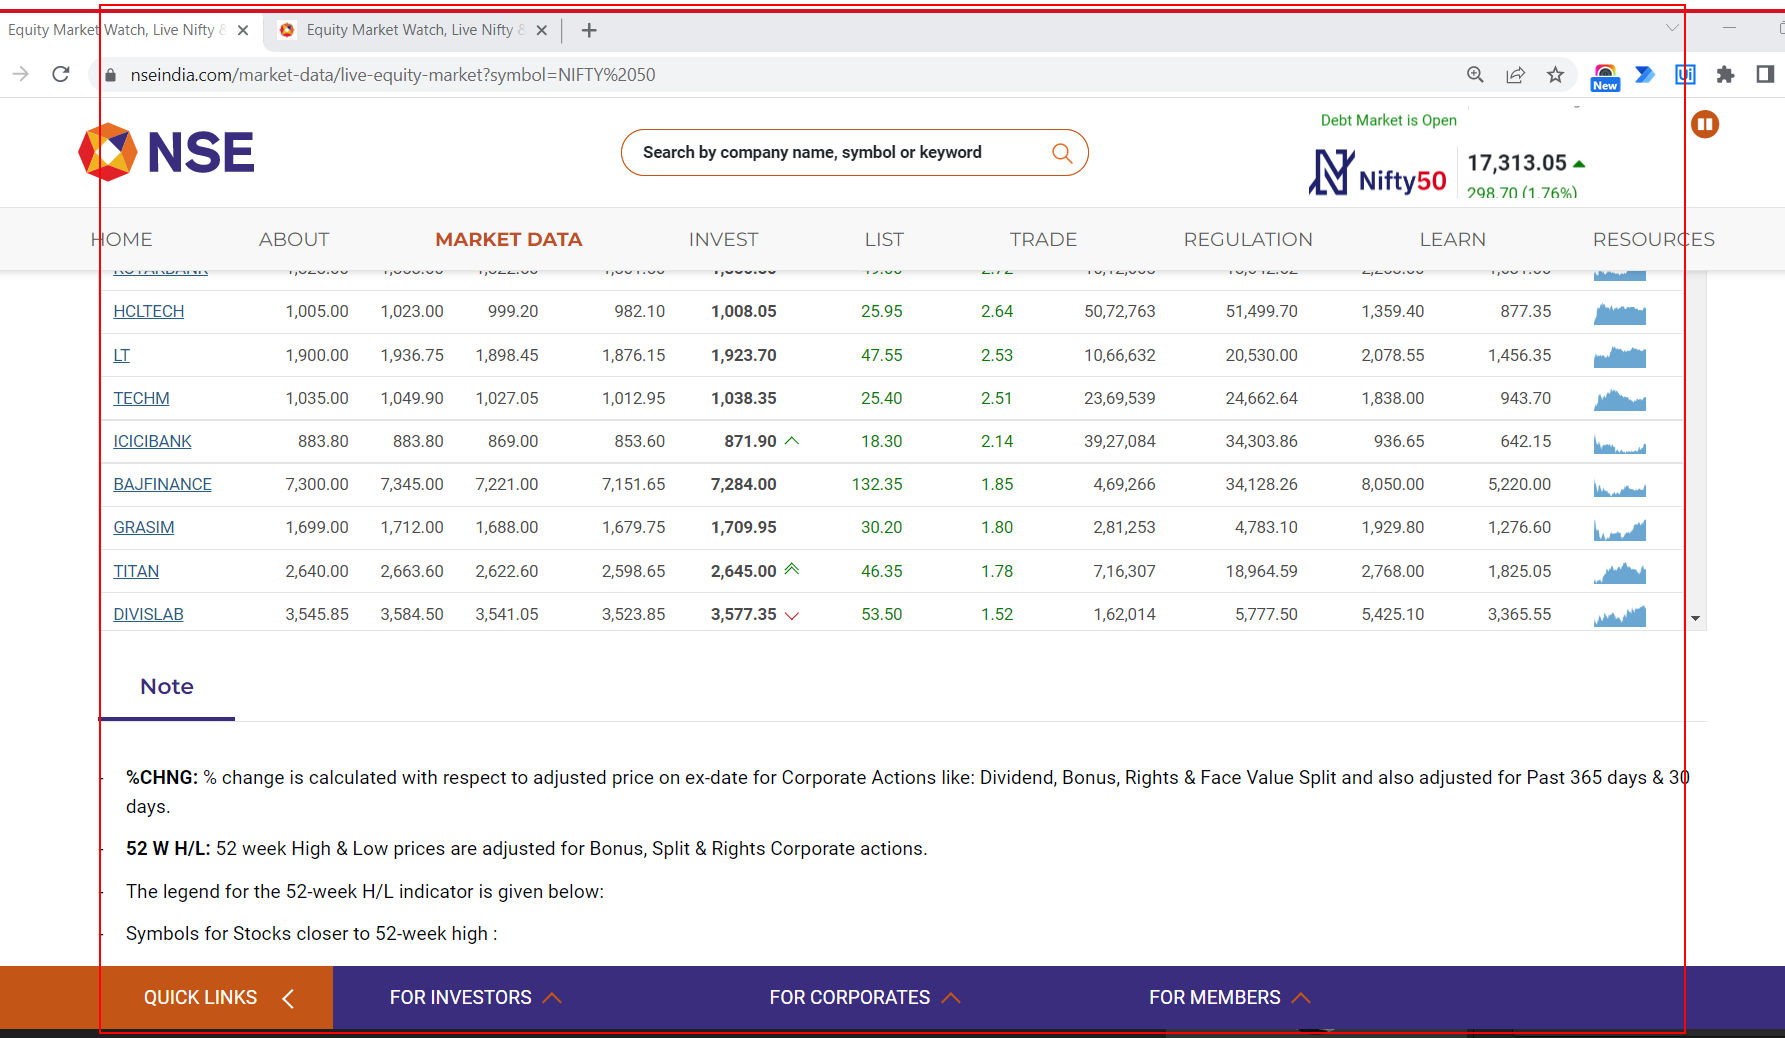 Equity Market Watch, Live Nifty & Equity Market Watch, Live Nifty &
nseindia.com/market-data/live-equity-market?symbol=NIFTY%2050
New
Ui
NSE
Search by company name, symbol or keyword
Debt Market is Open
Nifty50
17,313.05
298.70 (1.76%)
HOME ABOUT MARKET DATA INVEST LIST TRADE REGULATION LEARN RESOURCES
HCLTECH 1,005.00 1,023.00 999.20 982.10 1,008.05 25.95 2.64 50,72,763 51,499.70 1,359.40 877.35
LT 1,900.00 1,936.75 1,898.45 1,876.15 1,923.70 47.55 2.53 10,66,632 20,530.00 2,078.55 1,456.35
TECHM 1,035.00 1,049.90 1,027.05 1,012.95 1,038.35 25.40 2.51 23,69,539 24,662.64 1,838.00 943.70
ICICIBANK 883.80 883.80 869.00 853.60 871.90 18.30 2.14 39,27,084 34,303.86 936.65 642.15
BAJFINANCE 7,300.00 7,345.00 7,221.00 7,151.65 7,284.00 132.35 1.85 4,69,266 34,128.26 8,050.00 5,220.00
GRASIM 1,699.00 1,712.00 1,688.00 1,679.75 1,709.95 30.20 1.80 2,81,253 4,783.10 1,929.80 1,276.60
TITAN 2,640.00 2,663.60 2,622.60 2,598.65 2,645.00 46.35 1.78 7,16,307 18,964.59 2,768.00 1,825.05
DIVISLAB 3,545.85 3,584.50 3,541.05 3,523.85 3,577.35 53.50 1.52 1,62,014 5,777.50 5,425.10 3,365.55
Note
- %CHNG: % change is calculated with respect to adjusted price on ex-date for Corporate Actions like: Dividend, Bonus, Rights & Face Value Split and also adjusted for Past 365 days & 30
days.
- 52 W H/L: 52 week High & Low prices are adjusted for Bonus, Split & Rights Corporate actions.
- The legend for the 52-week H/L indicator is given below:
- Symbols for Stocks closer to 52-week high :
QUICK LINKS FOR INVESTORS FOR CORPORATES FOR MEMBERS